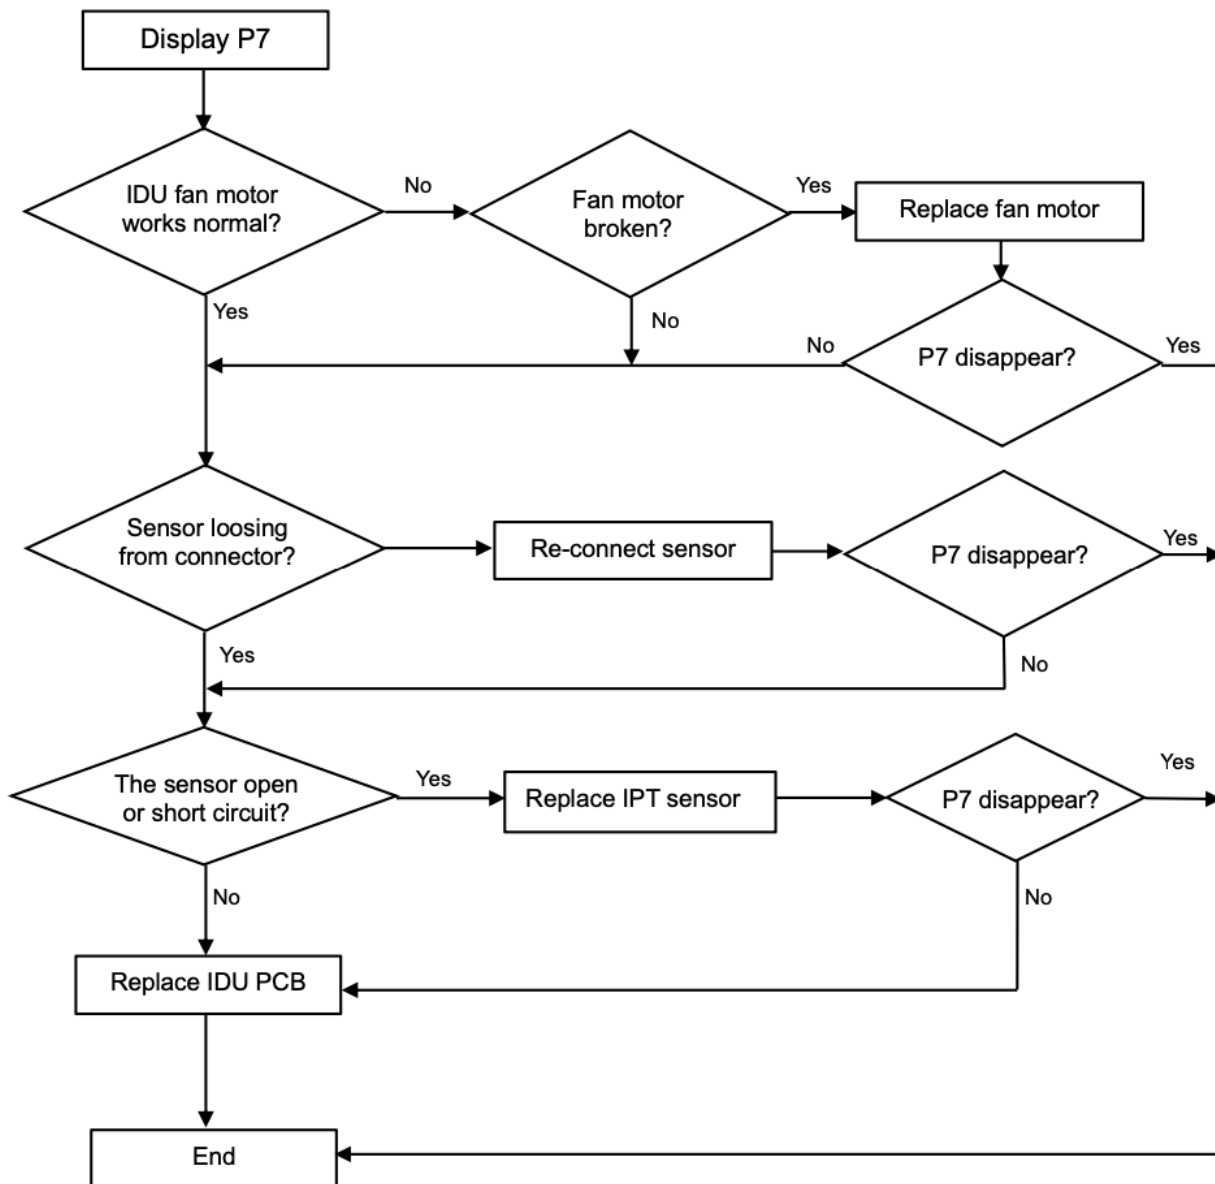 Display P7
IDU fan motor
works normal?
No
Fan motor
broken?
Yes
Replace fan motor
Yes
No
No
P7 disappear?
Yes
Sensor loosing
from connector?
Re-connect sensor
P7 disappear?
Yes
Yes
No
The sensor open
or short circuit?
Yes
Replace IPT sensor
P7 disappear?
Yes
No
No
Replace IDU PCB
End